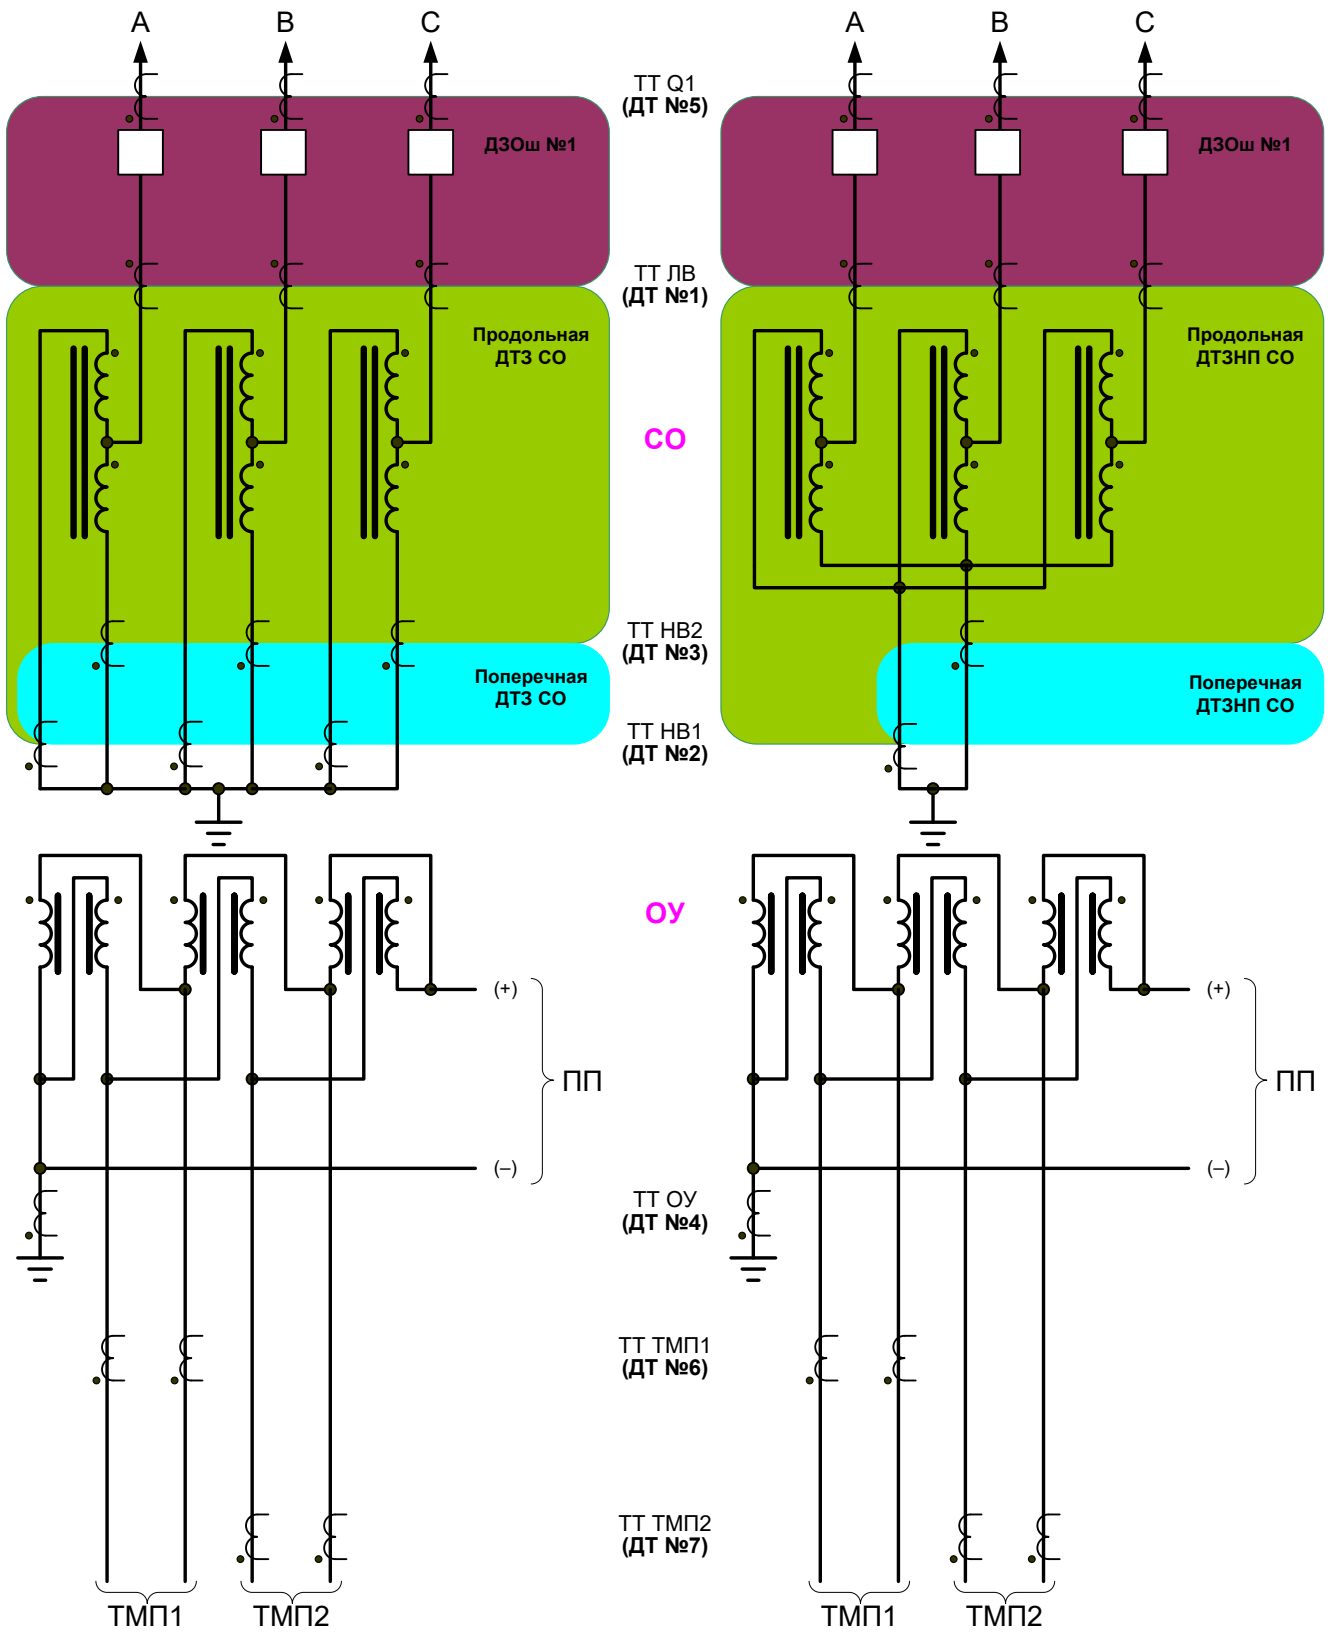 A B C A B C
ТТ Q1
(ДТ №5)
ДЗОш №1
ДЗОш №1
ТТ ЛВ
(ДТ №1)
Продольная
ДТЗ СО
Продольная
ДТЗНП СО
СО
ТТ НВ2
(ДТ №3)
Поперечная
ДТЗ СО
Поперечная
ДТЗНП СО
ТТ НВ1
(ДТ №2)
ОУ
(+)
(+)
ПП
ПП
(–)
(–)
ТТ ОУ
(ДТ №4)
ТТ ТМП1
(ДТ №6)
ТТ ТМП2
(ДТ №7)
ТМП1 ТМП2 ТМП1 ТМП2